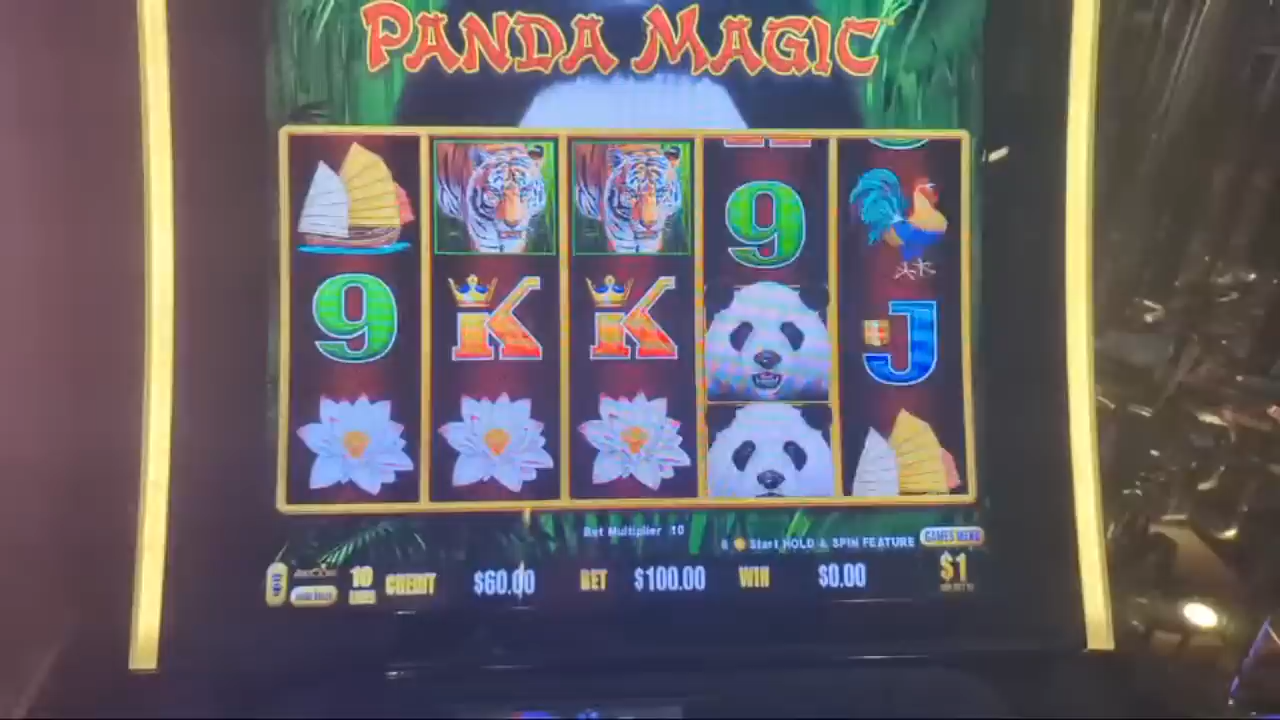 PANDA MAGIC
9
9 K K J
Bet Multiplier 10
6 Start HOLD & SPIN FEATURE GAMES MENU
10 CREDIT $60.00 BET $100.00 WIN $0.00 $1